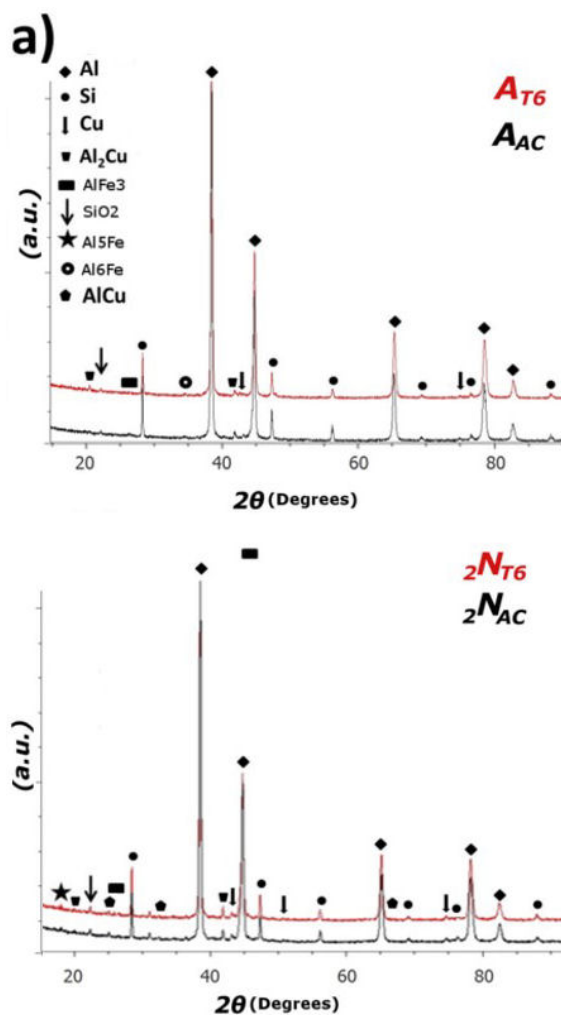 a)
Al
Si
Cu
Al2Cu
AlFe3
SiO2
Al5Fe
Al6Fe
AlCu
AT6
AAC
(a.u.)
20 40 60 80
2θ (Degrees)
2NT6
2NAC
(a.u.)
20 40 60 80
2θ (Degrees)